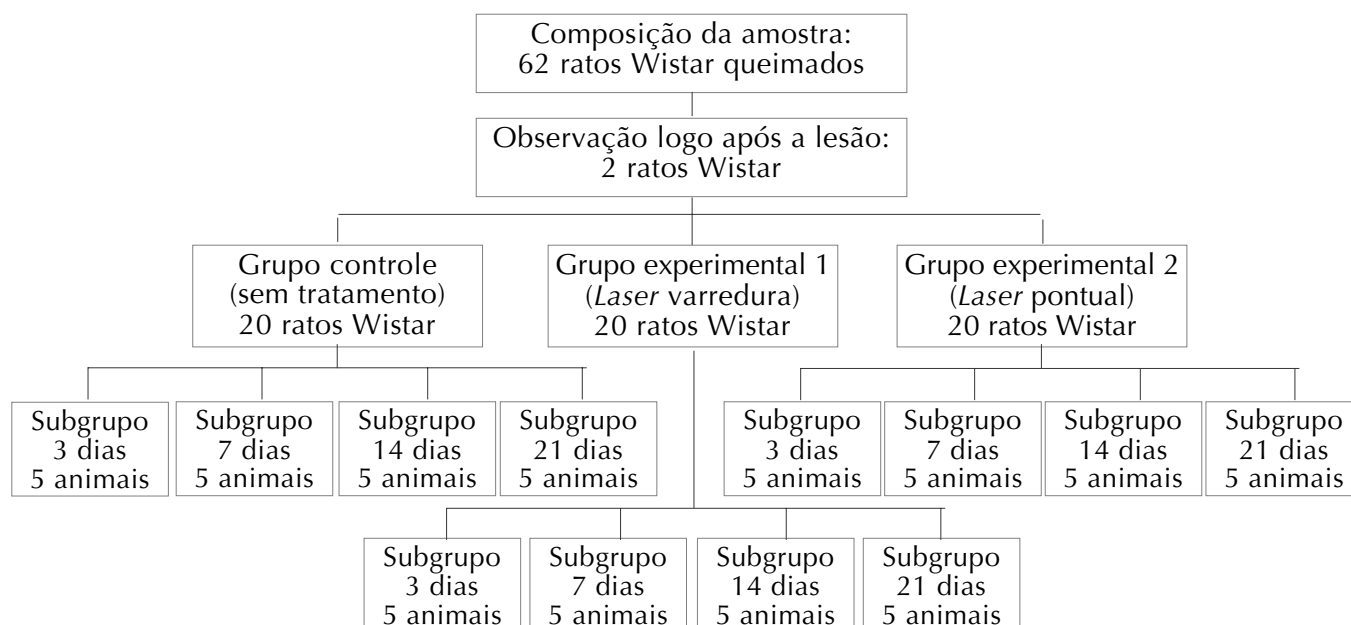 Composição da amostra:
62 ratos Wistar queimados
Observação logo após a lesão:
2 ratos Wistar
Grupo controle
(sem tratamento)
20 ratos Wistar
Grupo experimental 1
(Laser varredura)
20 ratos Wistar
Grupo experimental 2
(Laser pontual)
20 ratos Wistar
Subgrupo
3 dias
5 animais
Subgrupo
7 dias
5 animais
Subgrupo
14 dias
5 animais
Subgrupo
21 dias
5 animais
Subgrupo
3 dias
5 animais
Subgrupo
7 dias
5 animais
Subgrupo
14 dias
5 animais
Subgrupo
21 dias
5 animais
Subgrupo
3 dias
5 animais
Subgrupo
7 dias
5 animais
Subgrupo
14 dias
5 animais
Subgrupo
21 dias
5 animais